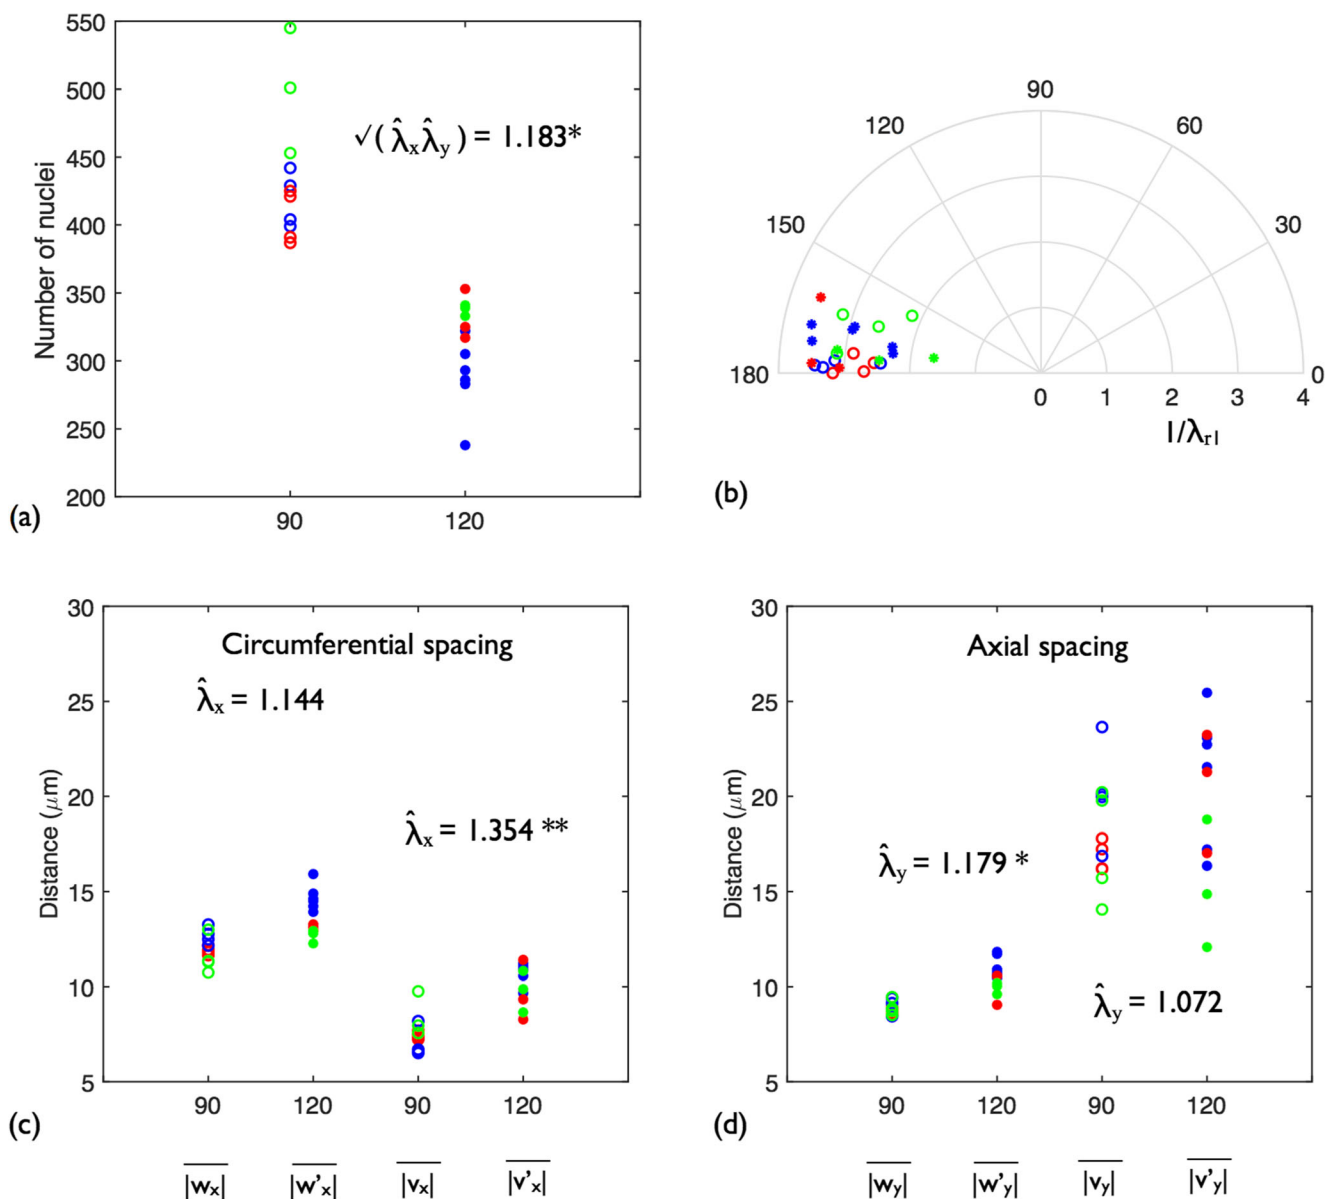 550
500
450
400
350
300
250
200
Number of nuclei
√( λ̂x λ̂y ) = 1.183*
90
120
(a)
90
120
60
150
30
180
0
0 1 2 3 4
1/λr1
(b)
30
25
20
15
10
5
Distance (μm)
Circumferential spacing
λ̂x = 1.144
λ̂x = 1.354 **
90 120 90 120
(c)
|wx| |w'x| |vx| |v'x|
30
25
20
15
10
5
Distance (μm)
Axial spacing
λ̂y = 1.179 *
λ̂y = 1.072
90 120 90 120
(d)
|wy| |w'y| |vy| |v'y|